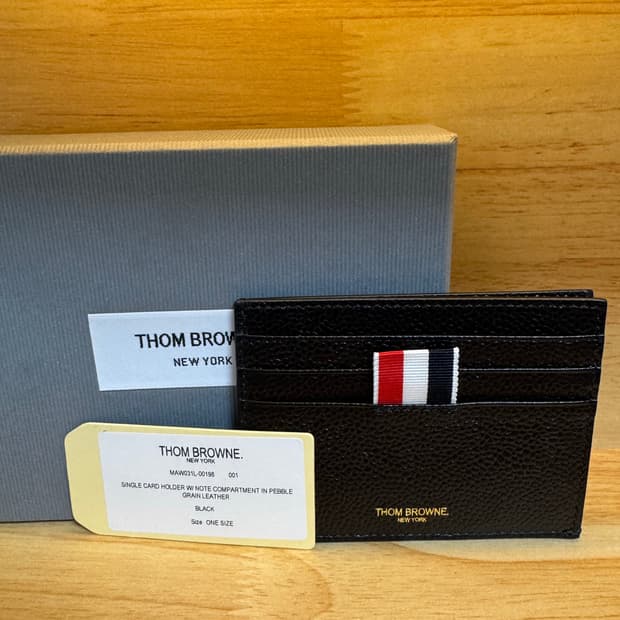 THOM BROWNE
NEW YORK
THOM BROWNE.
NEW YORK
MAW031L-00198 001
SINGLE CARD HOLDER W/ NOTE COMPARTMENT IN PEBBLE
GRAIN LEATHER
BLACK
Size ONE SIZE
THOM BROWNE.
NEW YORK